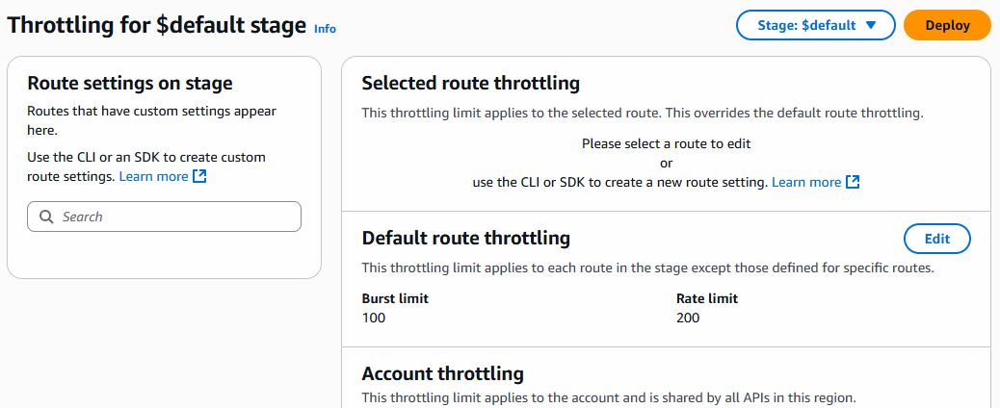 Throttling for $default stage Info
Stage: $default
Deploy
Route settings on stage
Routes that have custom settings appear
here.
Use the CLI or an SDK to create custom
route settings. Learn more
Search
Selected route throttling
This throttling limit applies to the selected route. This overrides the default route throttling.
Please select a route to edit
or
use the CLI or SDK to create a new route setting. Learn more
Default route throttling
Edit
This throttling limit applies to each route in the stage except those defined for specific routes.
Burst limit
100
Rate limit
200
Account throttling
This throttling limit applies to the account and is shared by all APIs in this region.